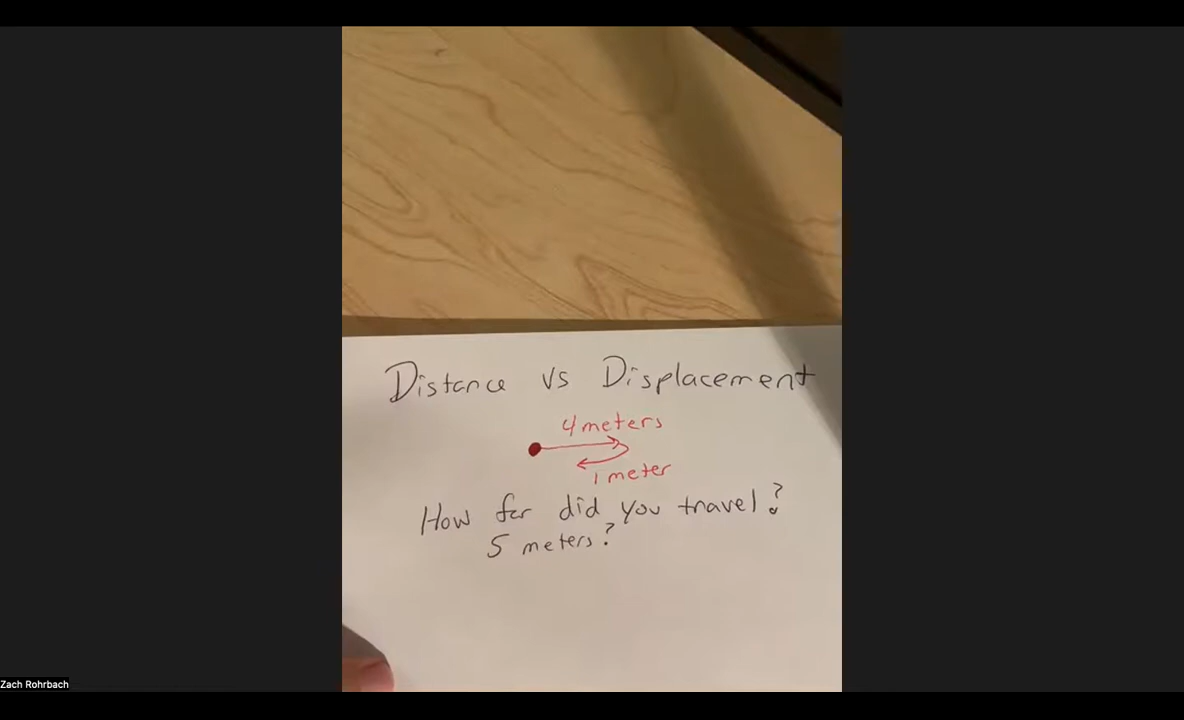 Distance vs Displacement
4 meters
1 meter
How far did you travel?
5 meters?
Zach Rohrbach